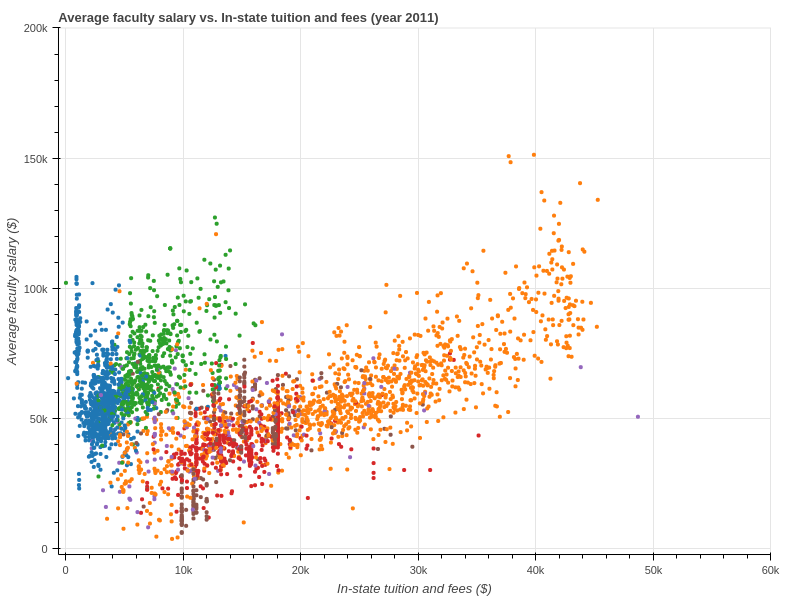 Average faculty salary vs. In-state tuition and fees (year 2011)
200k
150k
100k
50k
0
Average faculty salary ($)
0 10k 20k 30k 40k 50k 60k
In-state tuition and fees ($)